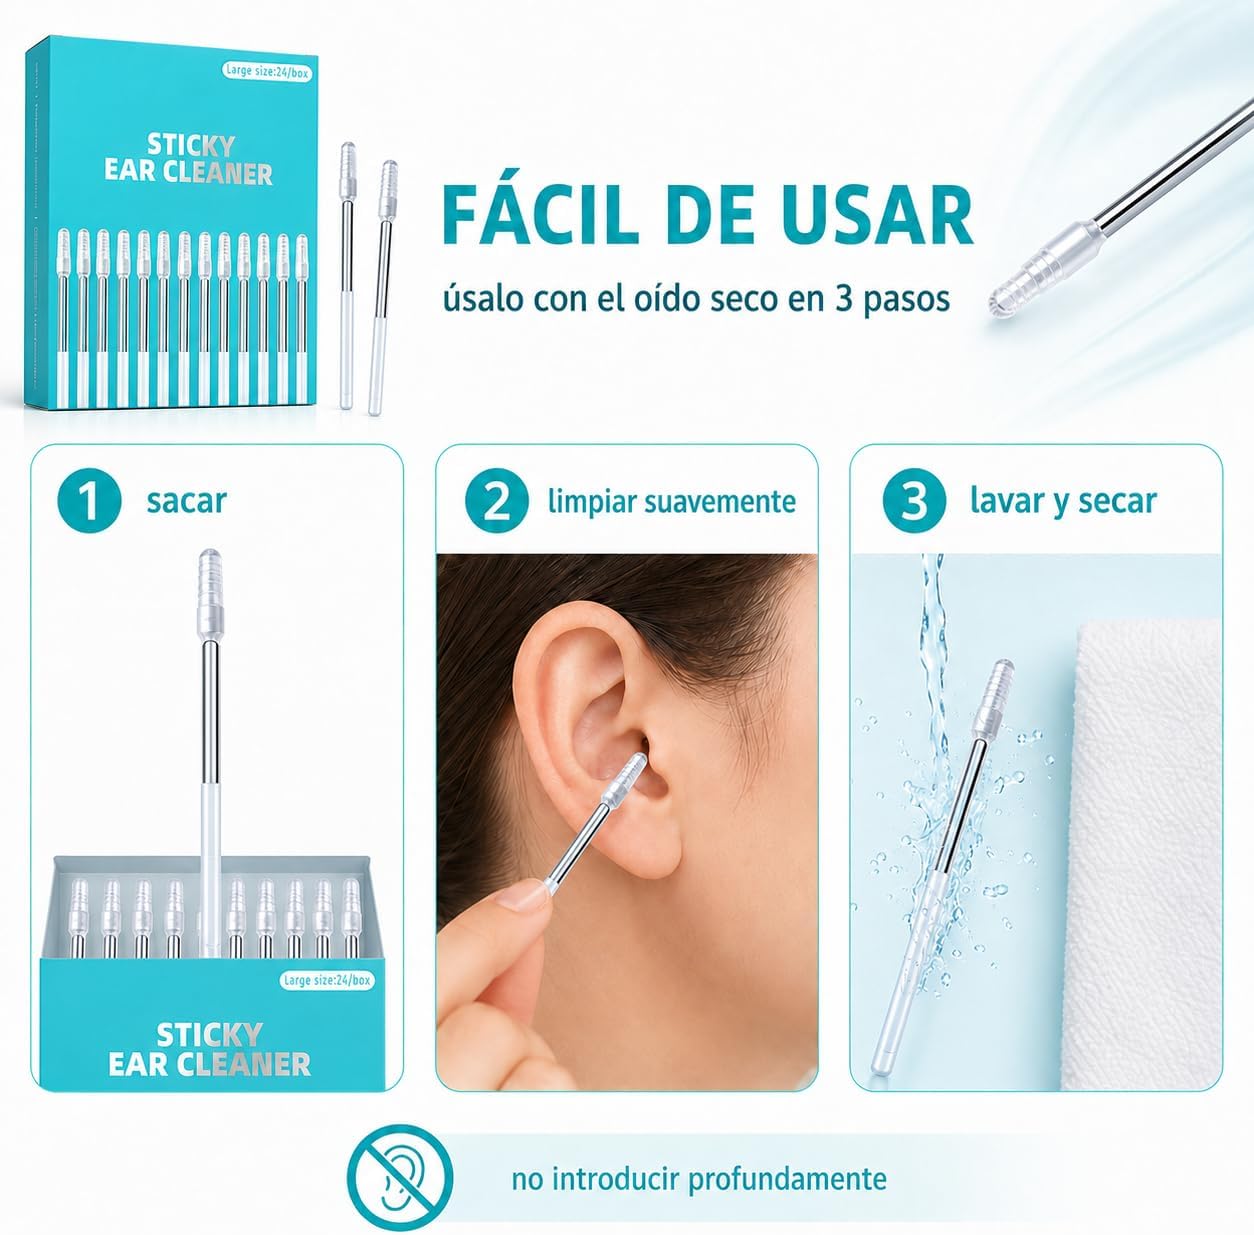 Large size:24/box
STICKY
EAR CLEANER
FÁCIL DE USAR
úsalo con el oído seco en 3 pasos
1 sacar
2 limpiar suavemente
3 lavar y secar
Large size:24/box
STICKY
EAR CLEANER
no introducir profundamente